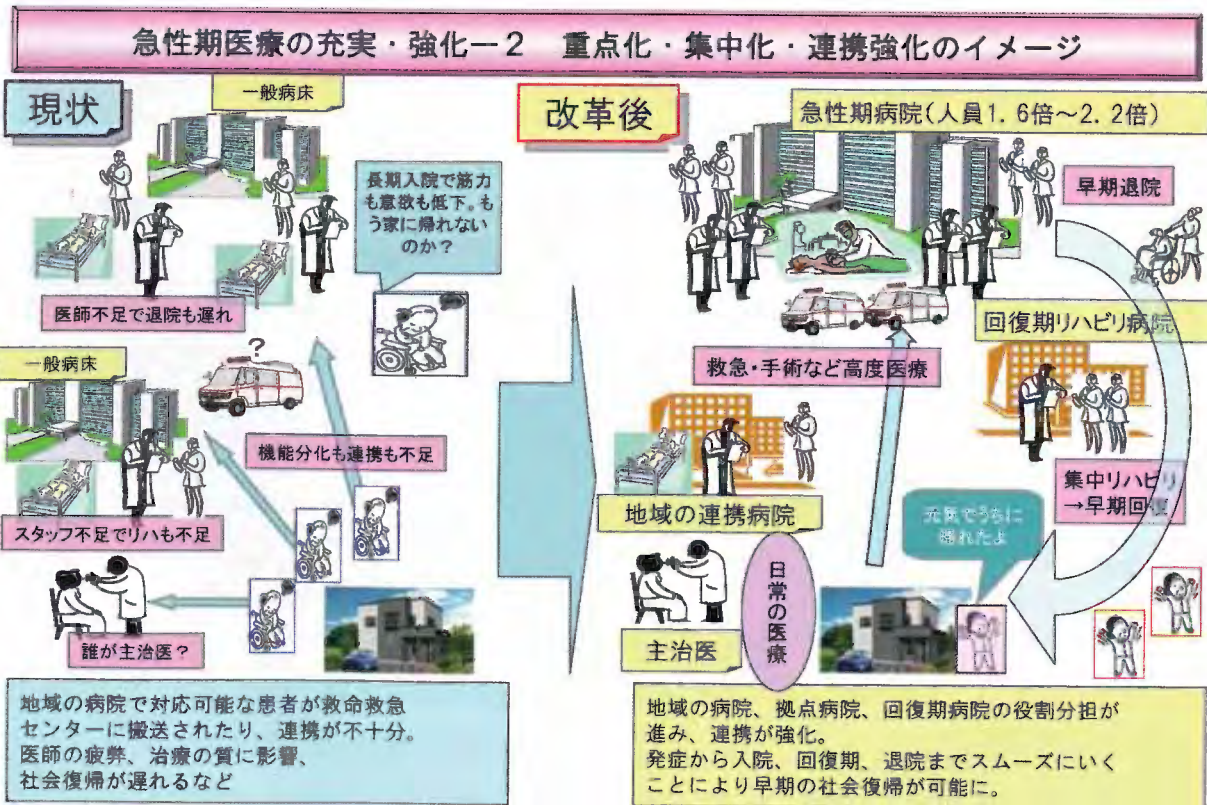 急性期医療の充実・強化ー2 重点化・集中化・連携強化のイメージ
現状
一般病床
長期入院で筋力
も意欲も低下。も
う家に帰れない
のか？
医師不足で退院も遅れ
一般病床
?
機能分化も連携も不足
スタッフ不足でリハも不足
誰が主治医？
地域の病院で対応可能な患者が救命救急
センターに搬送されたり、連携が不十分。
医師の疲弊、治療の質に影響、
社会復帰が遅れるなど
改革後
急性期病院(人員1.6倍～2.2倍)
早期退院
回復期リハビリ病院
救急・手術など高度医療
集中リハビリ
→早期回復
地域の連携病院
元気でうちに
帰れたよ
日常の医療
主治医
地域の病院、拠点病院、回復期病院の役割分担が
進み、連携が強化。
発症から入院、回復期、退院までスムーズにいく
ことにより早期の社会復帰が可能に。